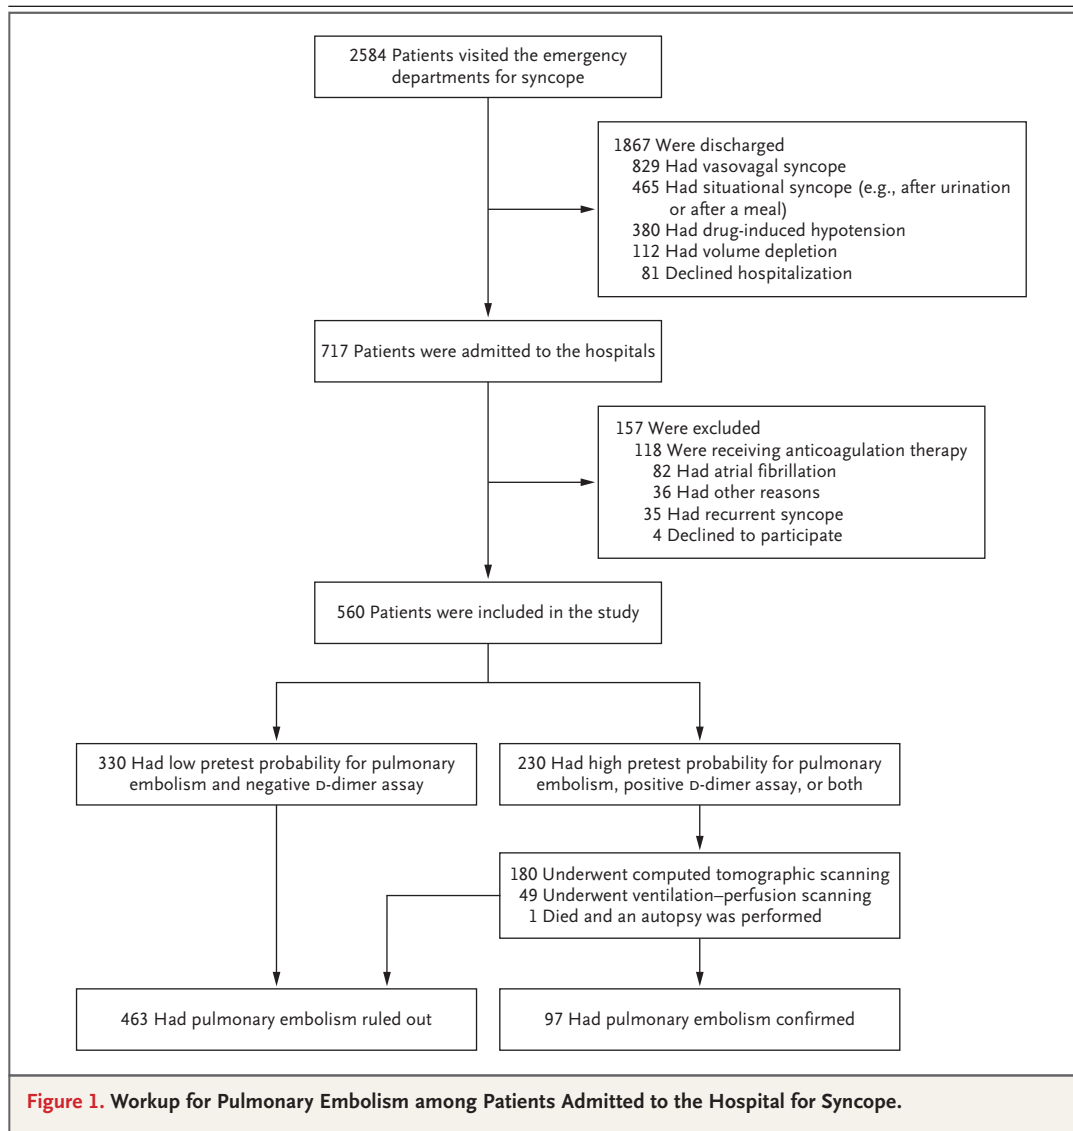 2584 Patients visited the emergency
departments for syncope
1867 Were discharged
829 Had vasovagal syncope
465 Had situational syncope (e.g., after urination
or after a meal)
380 Had drug-induced hypotension
112 Had volume depletion
81 Declined hospitalization
717 Patients were admitted to the hospitals
157 Were excluded
118 Were receiving anticoagulation therapy
82 Had atrial fibrillation
36 Had other reasons
35 Had recurrent syncope
4 Declined to participate
560 Patients were included in the study
330 Had low pretest probability for pulmonary
embolism and negative D-dimer assay
230 Had high pretest probability for pulmonary
embolism, positive D-dimer assay, or both
180 Underwent computed tomographic scanning
49 Underwent ventilation–perfusion scanning
1 Died and an autopsy was performed
463 Had pulmonary embolism ruled out
97 Had pulmonary embolism confirmed
Figure 1. Workup for Pulmonary Embolism among Patients Admitted to the Hospital for Syncope.